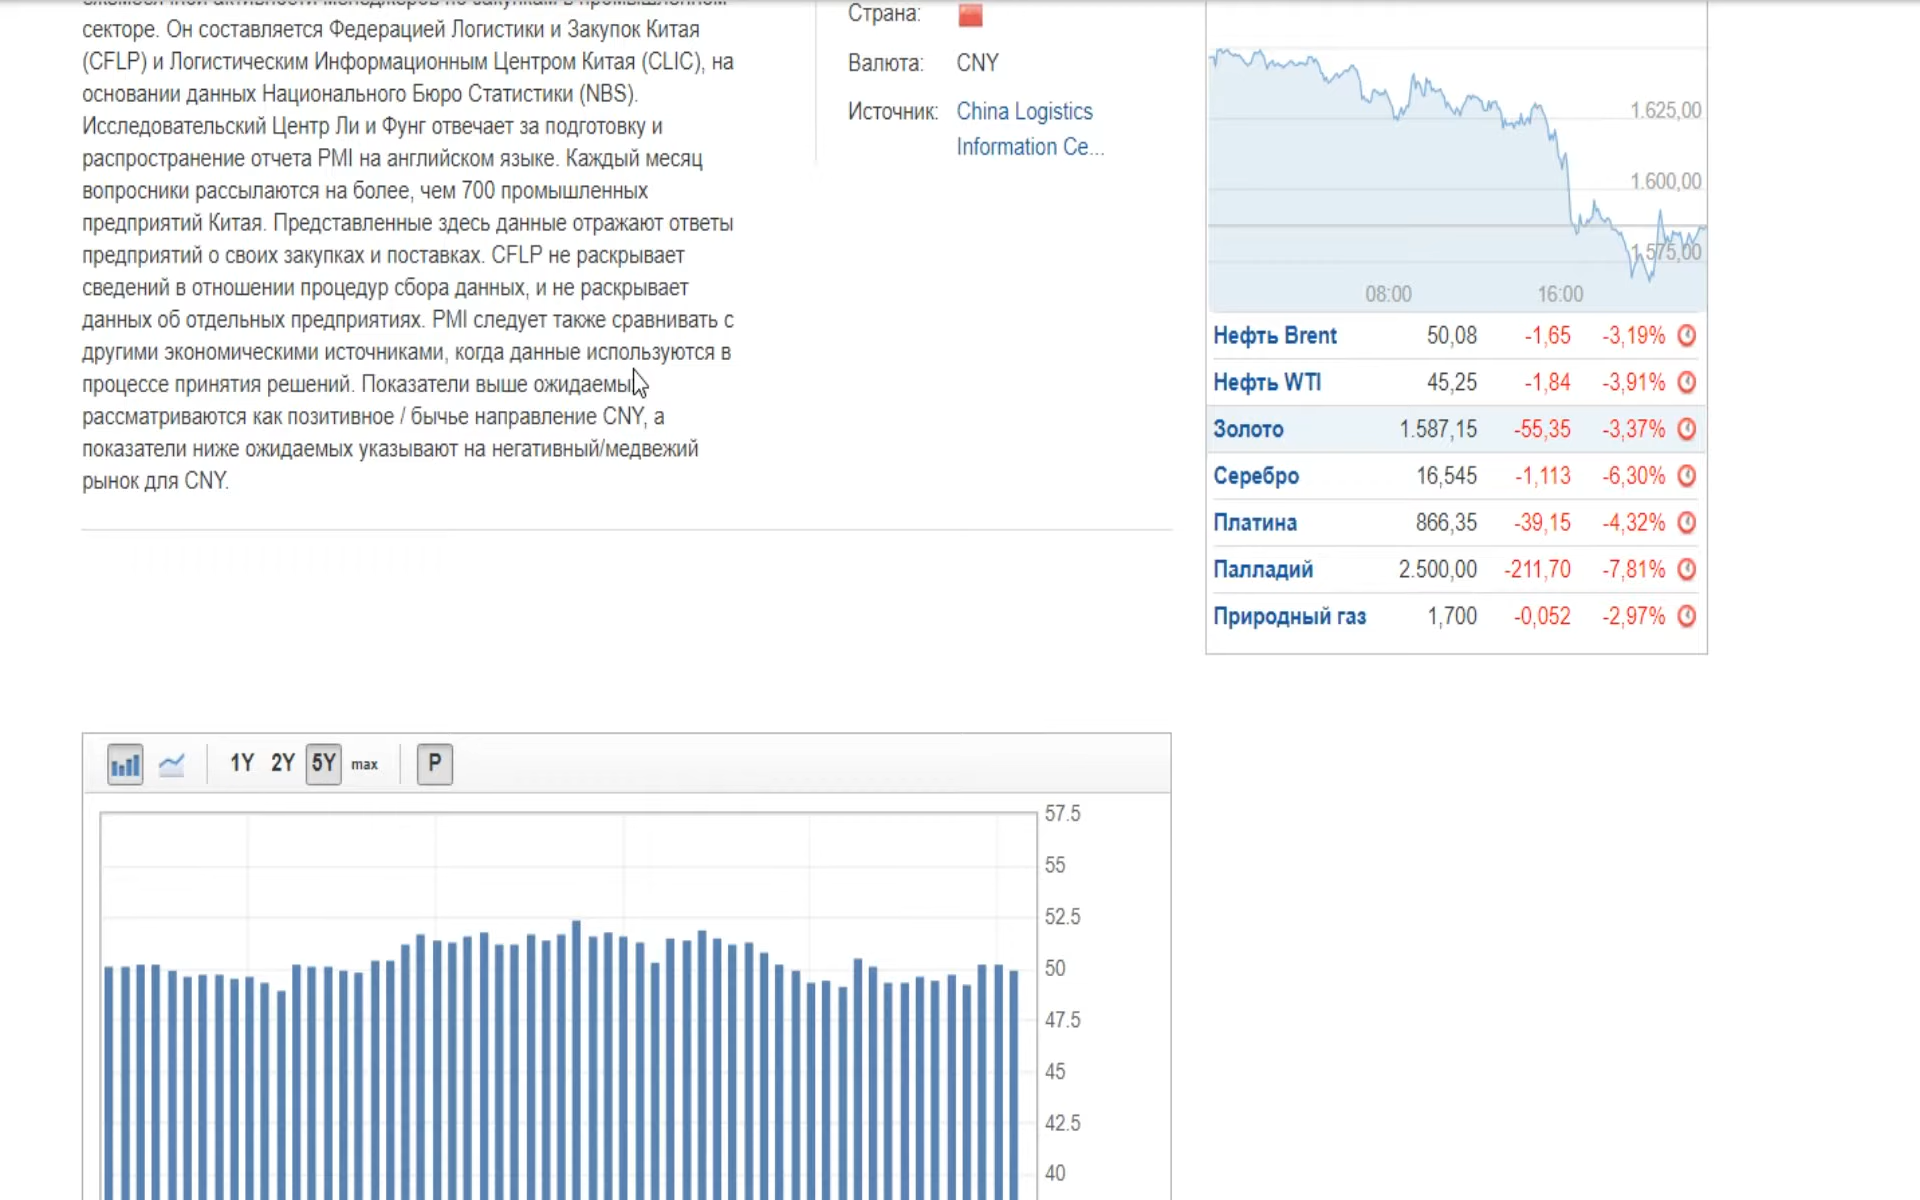 секторе. Он составляется Федерацией Логистики и Закупок Китая
(CFLP) и Логистическим Информационным Центром Китая (CLIC), на
основании данных Национального Бюро Статистики (NBS).
Исследовательский Центр Ли и Фунг отвечает за подготовку и
распространение отчета PMI на английском языке. Каждый месяц
вопросники рассылаются на более, чем 700 промышленных
предприятий Китая. Представленные здесь данные отражают ответы
предприятий о своих закупках и поставках. CFLP не раскрывает
сведений в отношении процедур сбора данных, и не раскрывает
данных об отдельных предприятиях. PMI следует также сравнивать с
другими экономическими источниками, когда данные используются в
процессе принятия решений. Показатели выше
рассматриваются как позитивное / бычье направление CNY, а
показатели ниже ожидаемых указывают на негативный/медвежий
рынок для CNY.
Страна:
Валюта: CNY
Источник: China Logistics
Information Ce...
1.625,00
1.600,00
1.575,00
08:00 16:00
Нефть Brent 50,08 -1,65 -3,19%
Нефть WTI 45,25 -1,84 -3,91%
Золото 1.587,15 -55,35 -3,37%
Серебро 16,545 -1,113 -6,30%
Платина 866,35 -39,15 -4,32%
Палладий 2.500,00 -211,70 -7,81%
Природный газ 1,700 -0,052 -2,97%
1Y 2Y 5Y max P
57.5
55
52.5
50
47.5
45
42.5
40